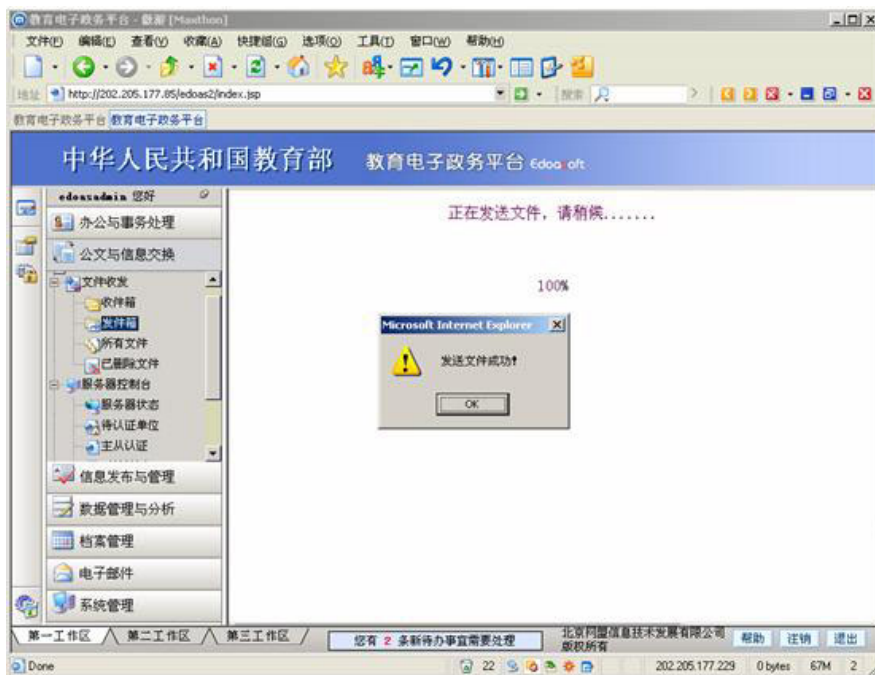 教育电子政务平台 - 傲游 [Maxthon]
文件(F) 编辑(E) 查看(V) 收藏(A) 快捷组(G) 选项(O) 工具(T) 窗口(W) 帮助(H)
地址 http://202.205.177.85/edoas2/index.jsp 搜索
教育电子政务平台 教育电子政务平台
中华人民共和国教育部 教育电子政务平台 Edoasoft
edoasadmin 您好
正在发送文件，请稍候.......
办公与事务处理
公文与信息交换
文件收发
100%
收件箱
发件箱
Microsoft Internet Explorer
所有文件
发送文件成功!
已删除文件
服务器控制台
OK
服务器状态
待认证单位
主从认证
信息发布与管理
数据管理与分析
档案管理
电子邮件
系统管理
第一工作区 第二工作区 第三工作区
您有 2 条新待办事宜需要处理
北京同盟信息技术发展有限公司
版权所有
帮助 注销 退出
Done 22 202.205.177.229 0 bytes 67M 2